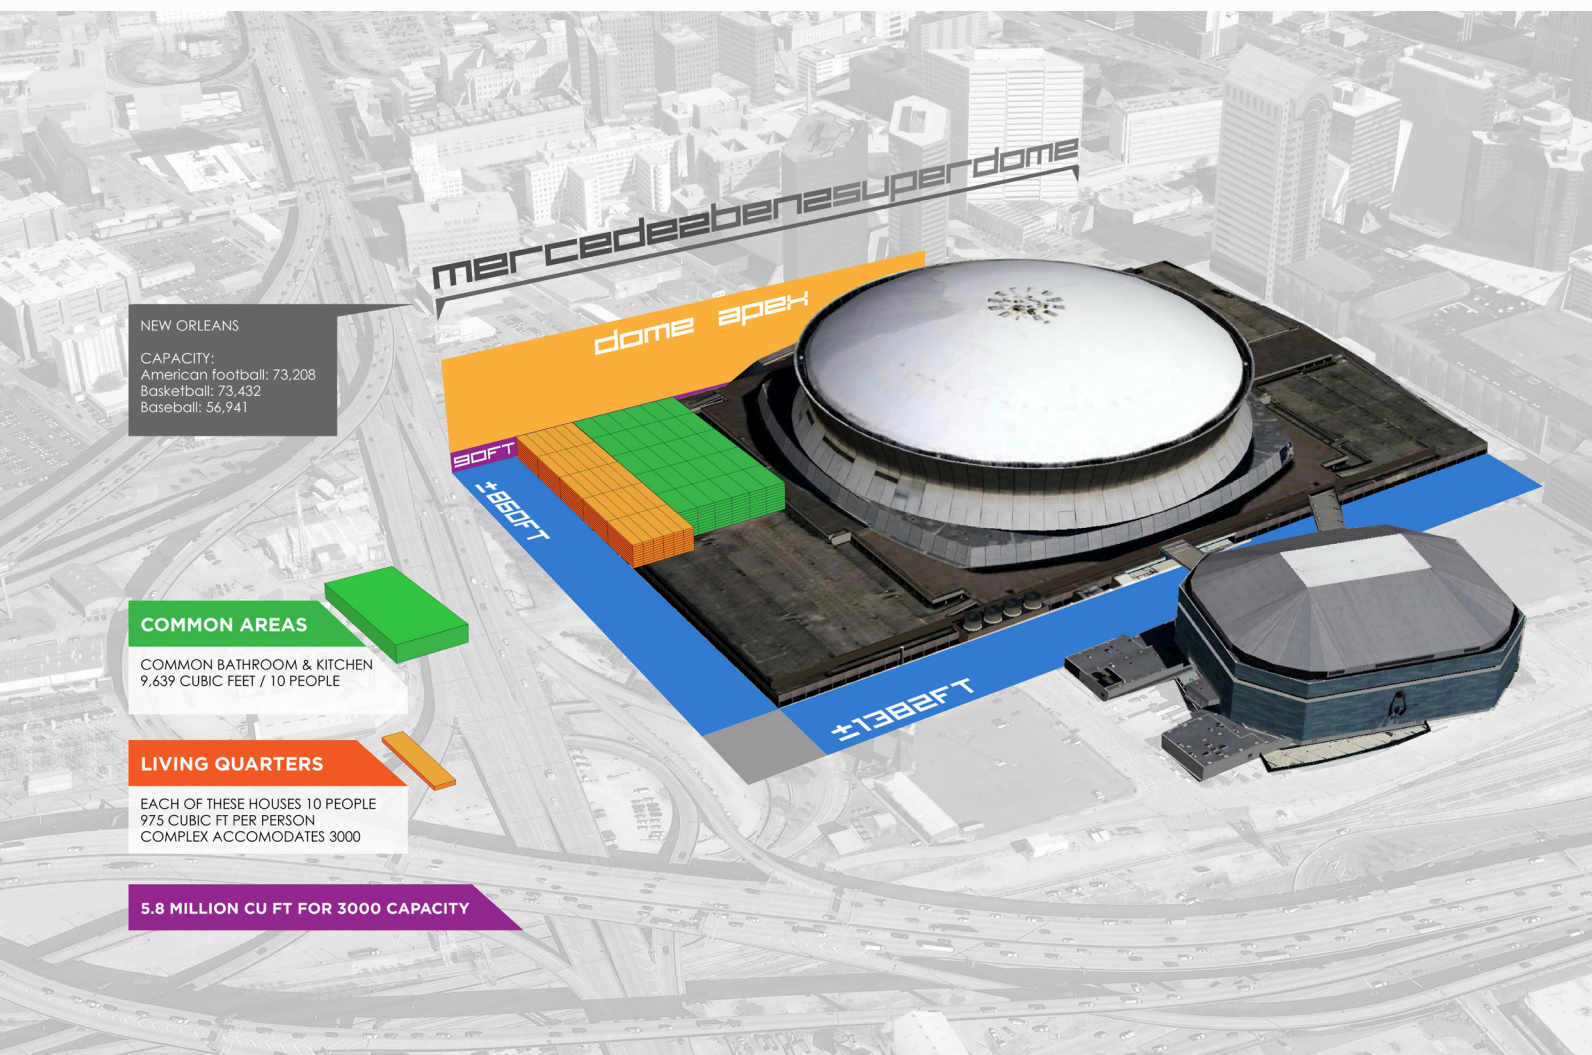 mercedezbenzsuperdome
dome apex
NEW ORLEANS
CAPACITY:
American football: 73,208
Basketball: 73,432
Baseball: 56,941
90FT
±860FT
±1382FT
COMMON AREAS
COMMON BATHROOM & KITCHEN
9,639 CUBIC FEET / 10 PEOPLE
LIVING QUARTERS
EACH OF THESE HOUSES 10 PEOPLE
975 CUBIC FT PER PERSON
COMPLEX ACCOMODATES 3000
5.8 MILLION CU FT FOR 3000 CAPACITY